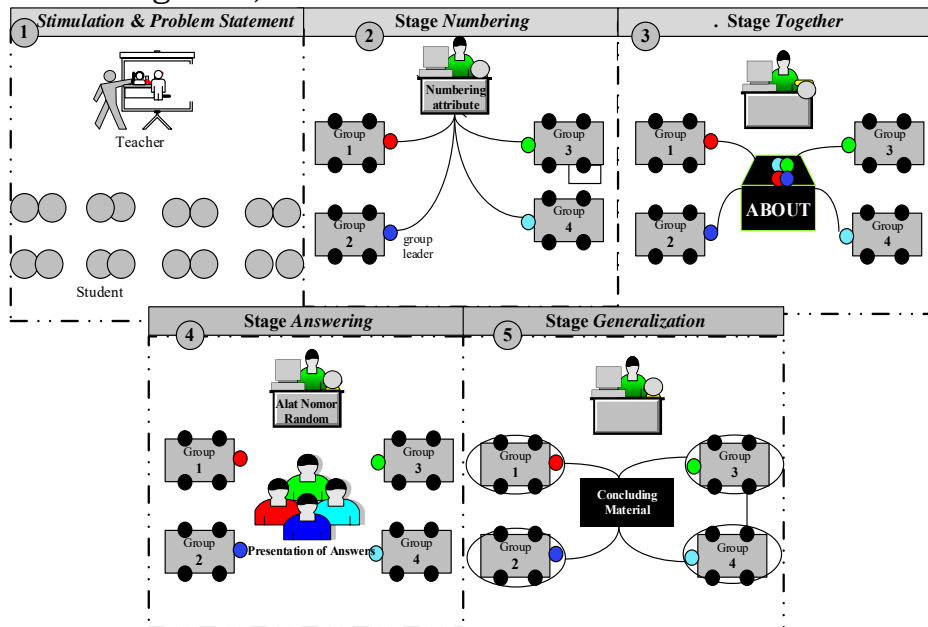 Stimulation & Problem Statement
1
Teacher
Student
Stage Numbering
2
Numbering
attribute
Group
1
Group
3
Group
2
group
leader
Group
4
. Stage Together
3
Group
1
Group
3
ABOUT
Group
2
Group
4
Stage Answering
4
Alat Nomor
Random
Group
1
Group
3
Group
2
Presentation of Answers
Group
4
Stage Generalization
5
Group
1
Group
3
Concluding
Material
Group
2
Group
4